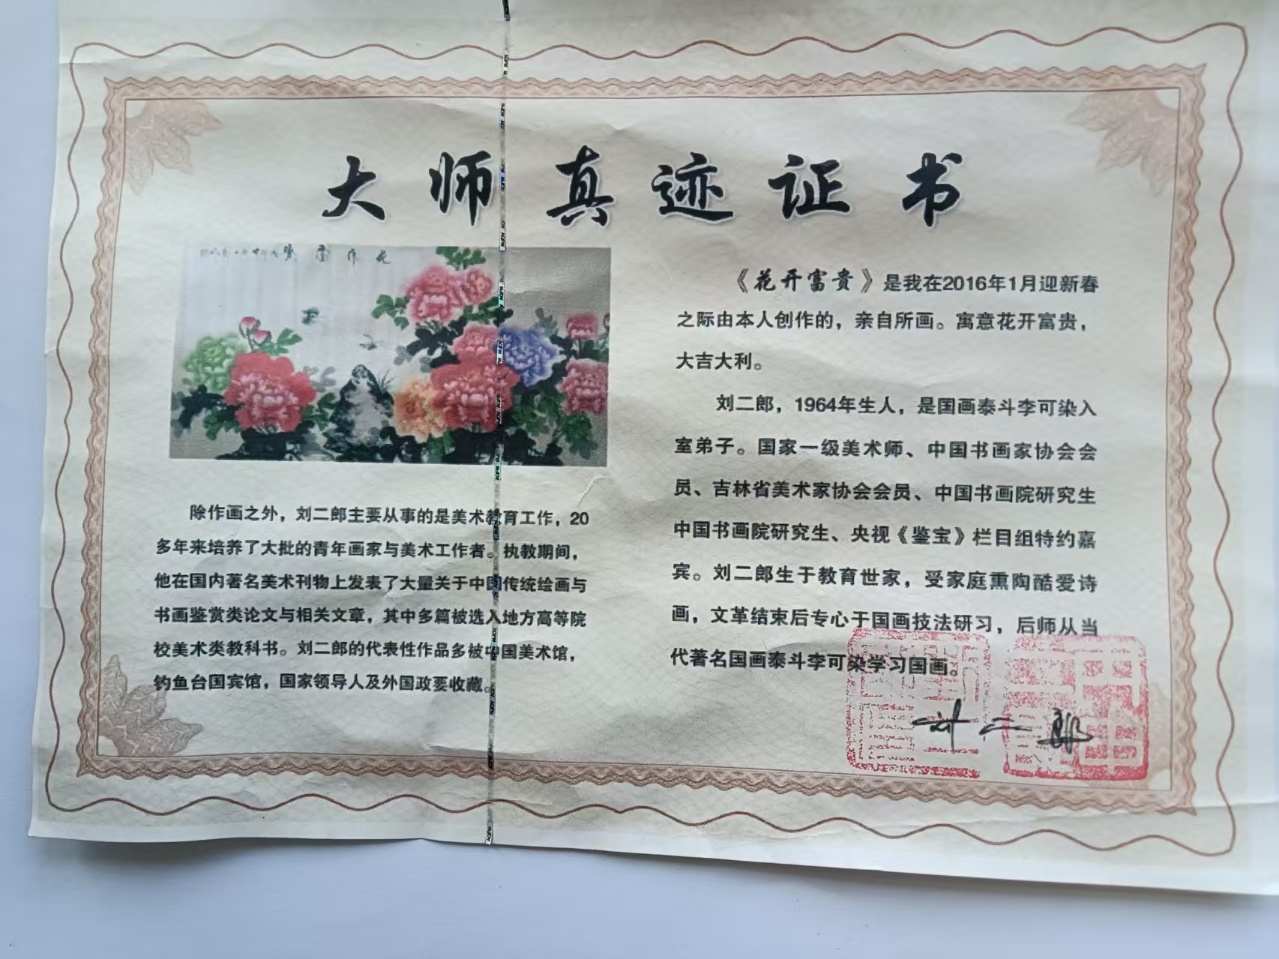 大师真迹证书
《花开富贵》是我在2016年1月迎新春
之际由本人创作的，亲自所画。寓意花开富贵，
大吉大利。
刘二郎，1964年生人，是国画泰斗李可染入
室弟子。国家一级美术师、中国书画家协会会
员、吉林省美术家协会会员、中国书画院研究生
中国书画院研究生、央视《鉴宝》栏目组特约嘉
宾。刘二郎生于教育世家，受家庭熏陶酷爱诗
画，文革结束后专心于国画技法研习，后师从当
代著名国画泰斗李可染学习国画。
除作画之外，刘二郎主要从事的是美术教育工作，20
多年来培养了大批的青年画家与美术工作者。执教期间，
他在国内著名美术刊物上发表了大量关于中国传统绘画与
书画鉴赏类论文与相关文章，其中多篇被选入地方高等院
校美术类教科书。刘二郎的代表性作品多被中国美术馆，
钓鱼台国宾馆，国家领导人及外国政要收藏。
刘二郎